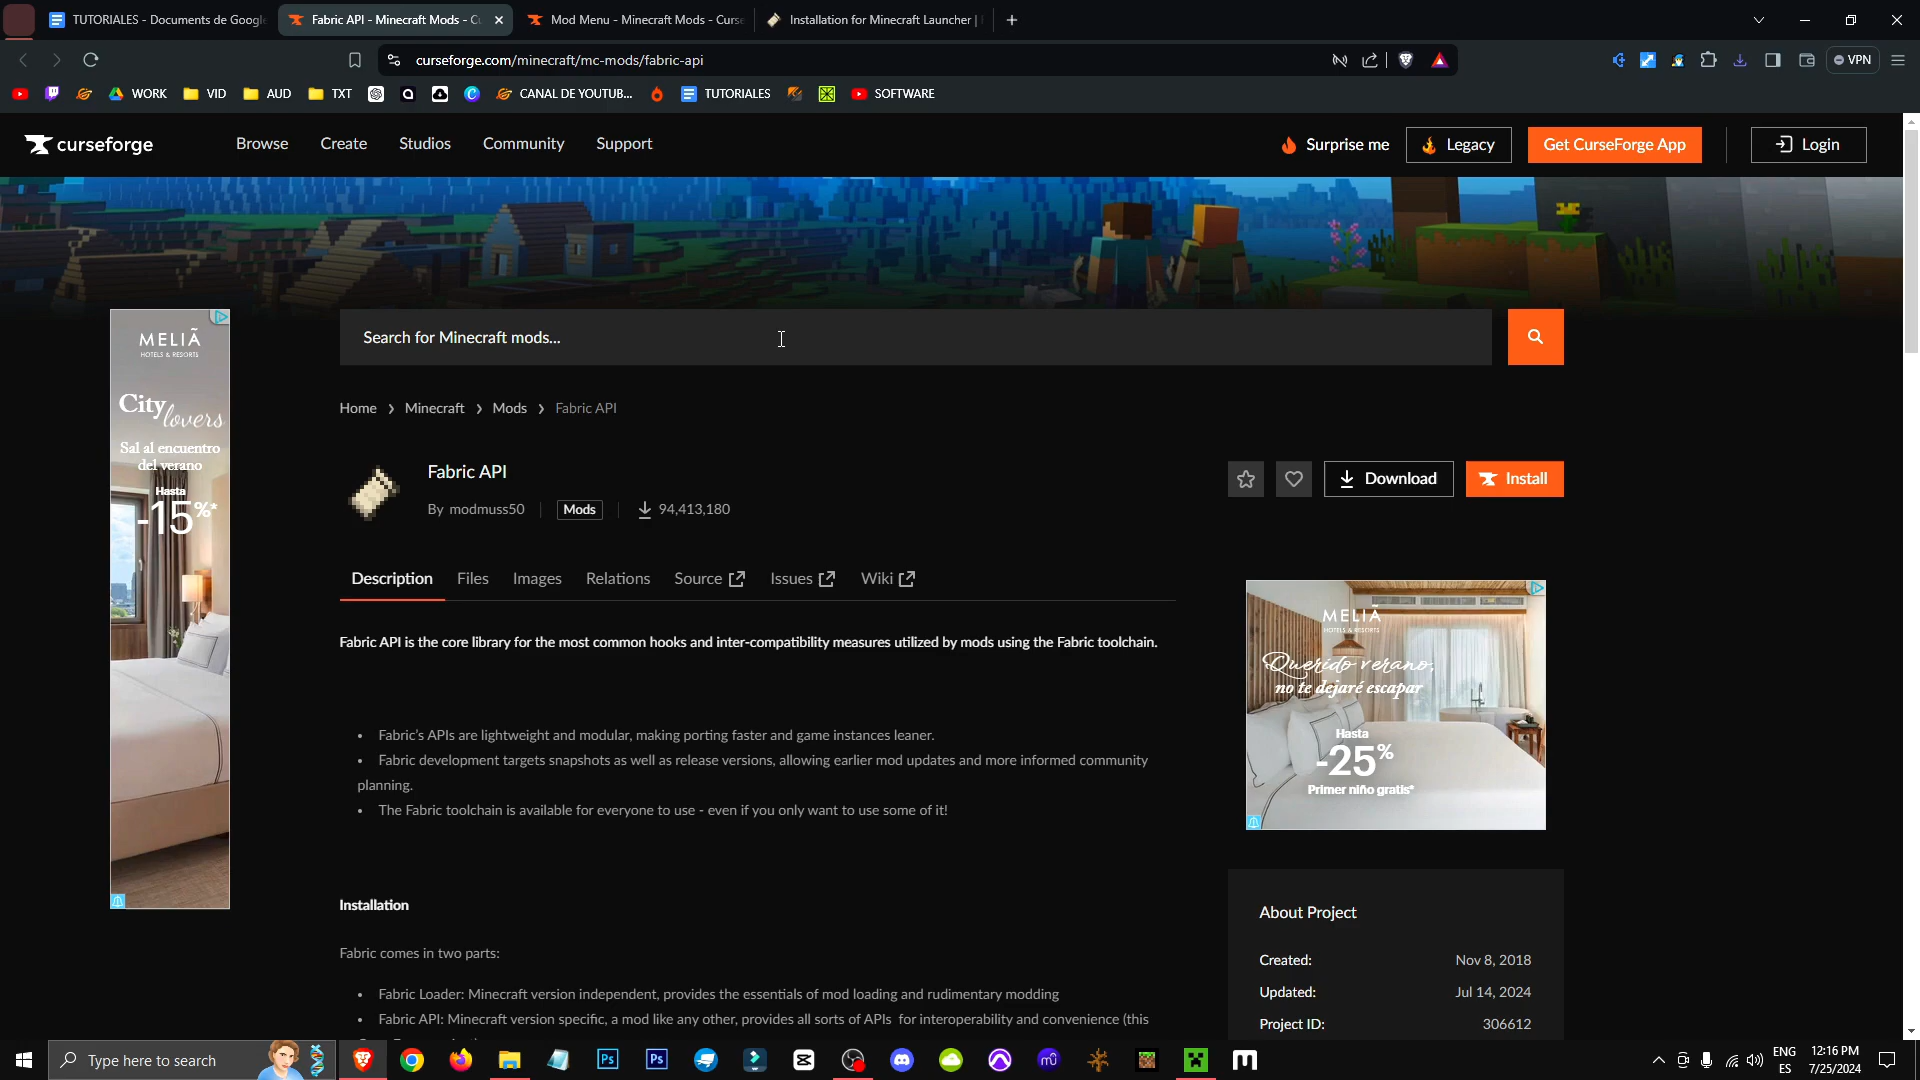 TUTORIALES - Documentos de Google
Fabric API - Minecraft Mods - Cu
Mod Menu - Minecraft Mods - Curse
Installation for Minecraft Launcher |
curseforge.com/minecraft/mc-mods/fabric-api
VPN
WORK
VID
AUD
TXT
CANAL DE YOUTUB...
TUTORIALES
SOFTWARE
curseforge
Browse
Create
Studios
Community
Support
Surprise me
Legacy
Get CurseForge App
Login
Search for Minecraft mods...
MELIÃ
HOTELS & RESORTS
City
lovers
Sal al encuentro
del verano
Hasta
-15%*
Home > Minecraft > Mods > Fabric API
Fabric API
By modmuss50
Mods
94,413,180
Download
Install
Description
Files
Images
Relations
Source
Issues
Wiki
Fabric API is the core library for the most common hooks and inter-compatibility measures utilized by mods using the Fabric toolchain.
• Fabric's APIs are lightweight and modular, making porting faster and game instances leaner.
• Fabric development targets snapshots as well as release versions, allowing earlier mod updates and more informed community
planning.
• The Fabric toolchain is available for everyone to use - even if you only want to use some of it!
MELIÃ
HOTELS & RESORTS
Querido verano,
no te dejaré escapar
Hasta
-25%
Primer niño gratis*
Installation
Fabric comes in two parts:
• Fabric Loader: Minecraft version independent, provides the essentials of mod loading and rudimentary modding
• Fabric API: Minecraft version specific, a mod like any other, provides all sorts of APIs for interoperability and convenience (this
About Project
Created:
Nov 8, 2018
Updated:
Jul 14, 2024
Project ID:
306612
Type here to search
Ps
Ps
ENG
ES
12:16 PM
7/25/2024